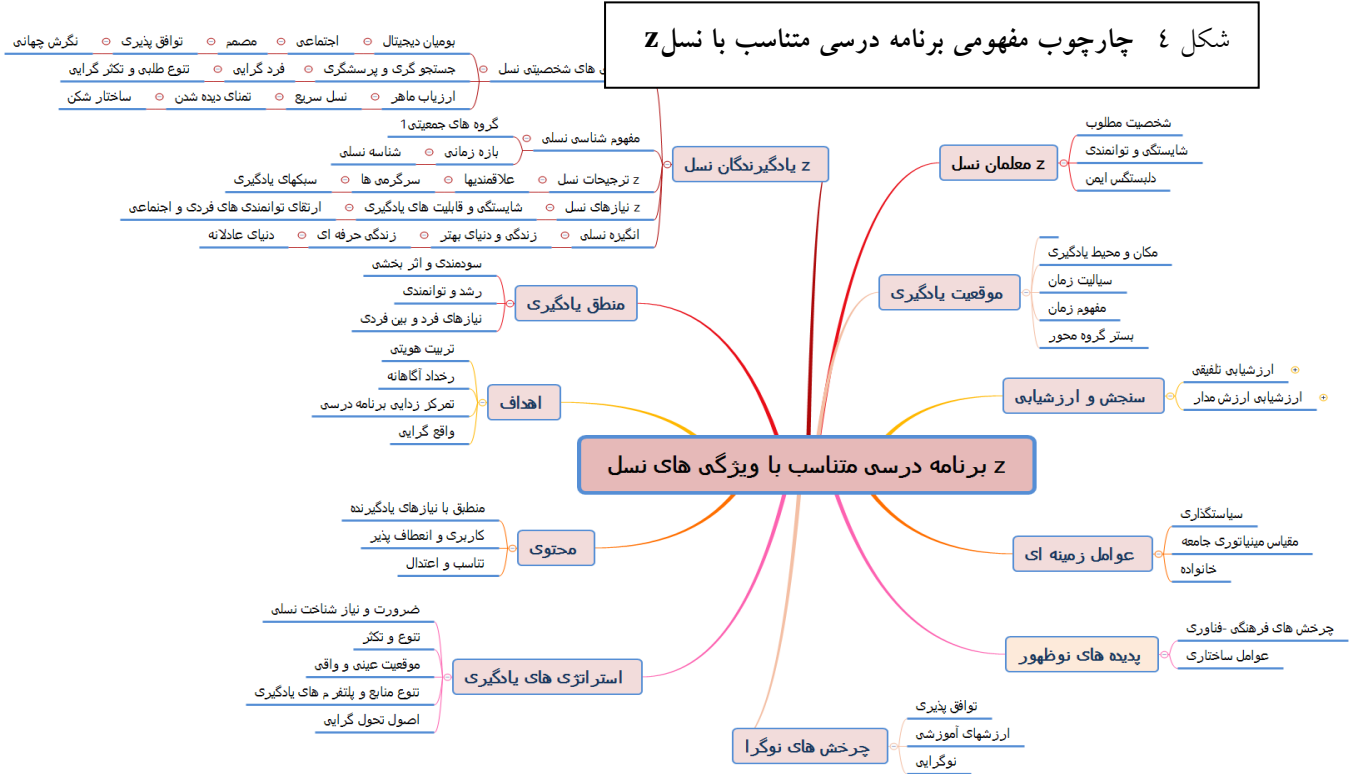 شکل ٤ چارچوب مفهومی برنامه درسی متناسب با نسلz
بومیان دیجیتال
اجتماعی
مصمم
توافق پذیری
نگرش چهانی
ی های شخصیتی نسل
جستجو گری و پرسشگری
فرد گرایی
تنوع طلبی و تکثر گرایی
ارزیاب ماهر
نسل سریع
تمنای دیده شدن
ساختار شکن
گروه های جمعیتی1
مفهوم شناسی نسلی
بازه زمانی
شناسه نسلی
z یادگیرندگان نسل
z ترجیحات نسل
علاقمندیها
سرگرمی ها
سبکهای یادگیری
z نیازهای نسل
شایستگی و قابلیت های یادگیری
ارتقای توانمندی های فردی و اجتماعی
انگیزه نسلی
زندگی و دنیای بهتر
زندگی حرفه ای
دنیای عادلانه
z معلمان نسل
شخصیت مطلوب
شایستگی و توانمندی
دلبستگس ایمن
موقعیت یادگیری
مکان و محیط یادگیری
سیالیت زمان
مفهوم زمان
بستر گروه محور
منطق یادگیری
سودمندی و اثر بخشی
رشد و توانمندی
نیازهای فرد و بین فردی
سنجش و ارزشیابی
ارزشیابی تلفیقی
ارزشیابی ارزش مدار
اهداف
تربیت هویتی
رخداد آگاهانه
تمرکز زدایی برنامه درسی
واقع گرایی
z برنامه درسی متناسب با ویژگی های نسل
محتوی
منطبق با نیازهای یادگیرنده
کاربری و انعطاف پذیر
تناسب و اعتدال
عوامل زمینه ای
سیاستگذاری
مقیاس مینیاتوری جامعه
خانواده
استراتژی های یادگیری
ضرورت و نیاز شناخت نسلی
تنوع و تکثر
موقعیت عینی و واقی
تنوع منابع و پلتفر م های یادگیری
اصول تحول گرایی
پدیده های نوظهور
چرخش های فرهنگی -فناوری
عوامل ساختاری
چرخش های نوگرا
توافق پذیری
ارزشهای آموزشی
نوگرایی